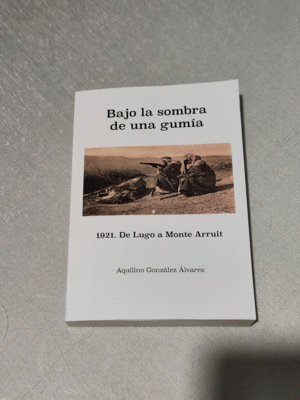 Bajo la sombra
de una gumía
1921. De Lugo a Monte Arruit
Aquilino González Álvarez